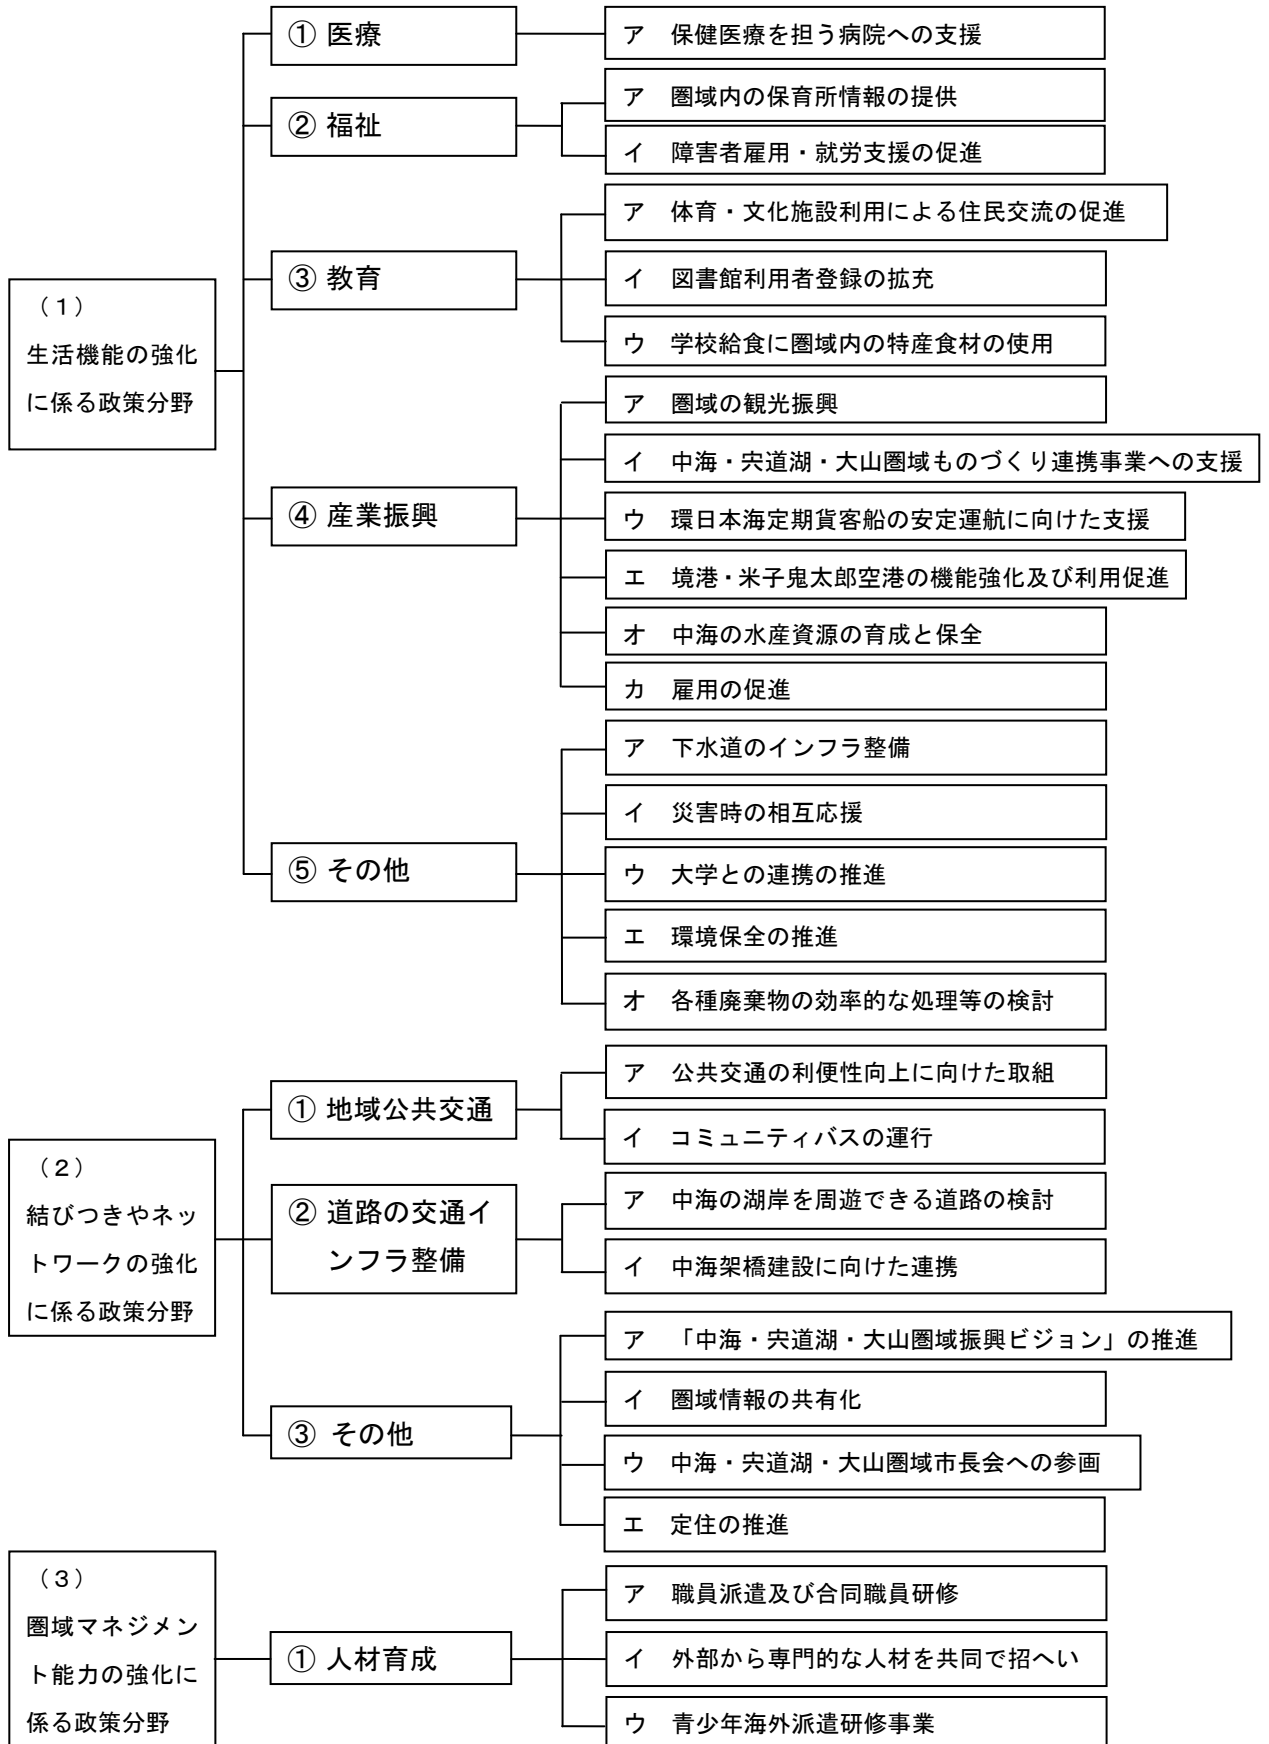 (1)
生活機能の強化
に係る政策分野
① 医療
ア 保健医療を担う病院への支援
② 福祉
ア 圏域内の保育所情報の提供
イ 障害者雇用・就労支援の促進
③ 教育
ア 体育・文化施設利用による住民交流の促進
イ 図書館利用者登録の拡充
ウ 学校給食に圏域内の特産食材の使用
④ 産業振興
ア 圏域の観光振興
イ 中海・宍道湖・大山圏域ものづくり連携事業への支援
ウ 環日本海定期貨客船の安定運航に向けた支援
エ 境港・米子鬼太郎空港の機能強化及び利用促進
オ 中海の水産資源の育成と保全
カ 雇用の促進
⑤ その他
ア 下水道のインフラ整備
イ 災害時の相互応援
ウ 大学との連携の推進
エ 環境保全の推進
オ 各種廃棄物の効率的な処理等の検討
(2)
結びつきやネッ
トワークの強化
に係る政策分野
① 地域公共交通
ア 公共交通の利便性向上に向けた取組
イ コミュニティバスの運行
② 道路の交通イ
ンフラ整備
ア 中海の湖岸を周遊できる道路の検討
イ 中海架橋建設に向けた連携
③ その他
ア 「中海・宍道湖・大山圏域振興ビジョン」の推進
イ 圏域情報の共有化
ウ 中海・宍道湖・大山圏域市長会への参画
エ 定住の推進
(3)
圏域マネジメン
ト能力の強化に
係る政策分野
① 人材育成
ア 職員派遣及び合同職員研修
イ 外部から専門的な人材を共同で招へい
ウ 青少年海外派遣研修事業